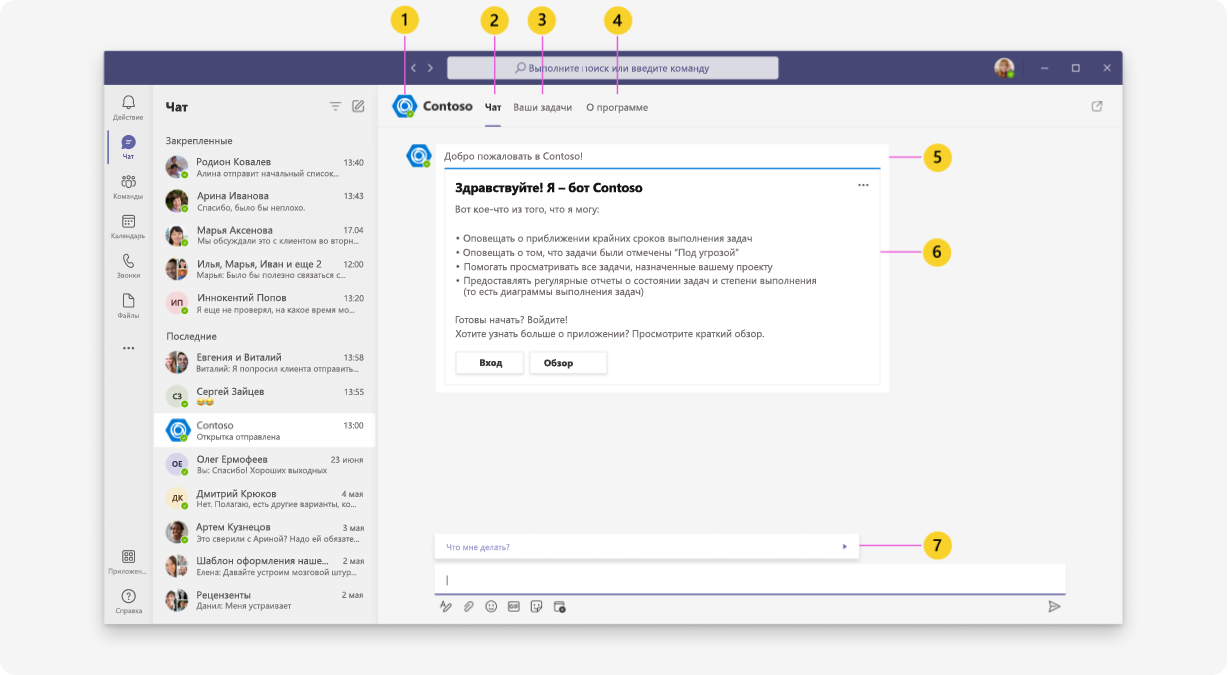 1
2
3
4
Выполните поиск или введите команду
Действие
Чат
Команды
Календарь
Звонки
Файлы
Приложен...
Справка
Чат
Закрепленные
Родион Ковалев 13:40
Алина отправит начальный список...
Арина Иванова 13:43
Спасибо, было бы неплохо.
Марья Аксенова 17.04
Мы обсуждали это с клиентом во вторн...
Илья, Марья, Иван и еще 2 12:00
Марья: Было бы полезно связаться с...
ИП
Иннокентий Попов 13:20
Я еще не проверял, на какое время мо...
Последние
Евгения и Виталий 13:58
Виталий: Я попросил клиента отправить...
СЗ
Сергей Зайцев 13:55
Contoso 13:00
Открытка отправлена
ОЕ
Олег Ермофеев 23 июня
Вы: Спасибо! Хороших выходных
ДК
Дмитрий Крюков 4 мая
Нет. Полагаю, есть другие варианты, ко...
Артем Кузнецов 3 мая
Это сверили с Ариной? Надо ей обязате...
Шаблон оформления наше... 2 мая
Елена: Давайте устроим мозговой штур...
Рецензенты 2 мая
Данил: Меня устраивает
Contoso Чат Ваши задачи О программе
Добро пожаловать в Contoso!
5
Здравствуйте! Я – бот Contoso
Вот кое-что из того, что я могу:
• Оповещать о приближении крайних сроков выполнения задач
• Оповещать о том, что задачи были отмечены “Под угрозой”
6
• Помогать просматривать все задачи, назначенные вашему проекту
• Предоставлять регулярные отчеты о состоянии задач и степени выполнения
(то есть диаграммы выполнения задач)
Готовы начать? Войдите!
Хотите узнать больше о приложении? Просмотрите краткий обзор.
Вход Обзор
Что мне делать?
7
GIF